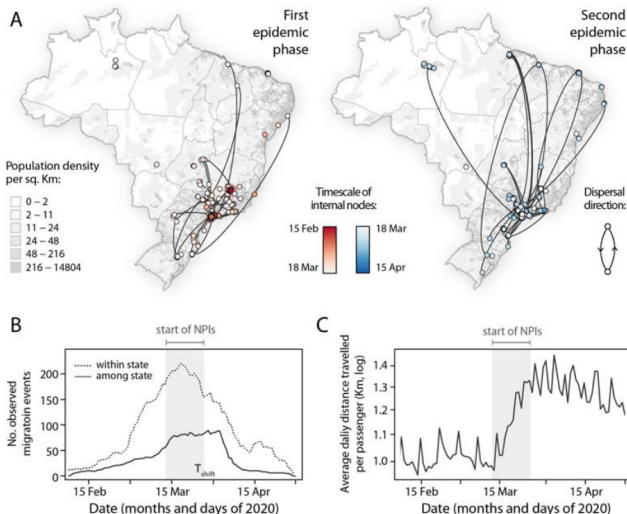 A
First
epidemic
phase
Second
epidemic
phase
Population density
per sq. Km:
0 – 2
2 – 11
11 – 24
24 – 48
48 – 216
216 – 14804
Timescale of
internal nodes:
15 Feb
18 Mar
18 Mar
15 Apr
Dispersal
direction:
B
start of NPIs
within state
among state
No. observed
migratoin events
200
150
100
50
0
Tshift
15 Feb
15 Mar
15 Apr
Date (months and days of 2020)
C
start of NPIs
Average daliy distance travelled
per passenger (Km, log)
1.4
1.3
1.2
1.1
1.0
15 Feb
15 Mar
15 Apr
Date (months and days of 2020)